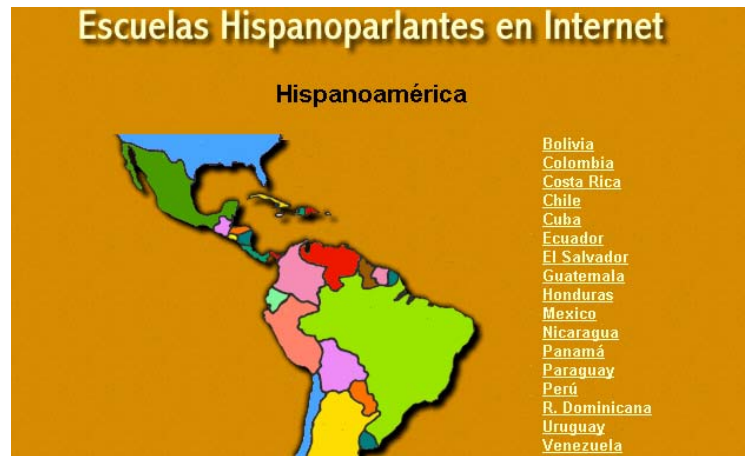 Escuelas Hispanoparlantes en Internet
Hispanoamérica
Bolivia
Colombia
Costa Rica
Chile
Cuba
Ecuador
El Salvador
Guatemala
Honduras
Mexico
Nicaragua
Panamá
Paraguay
Perú
R. Dominicana
Uruguay
Venezuela